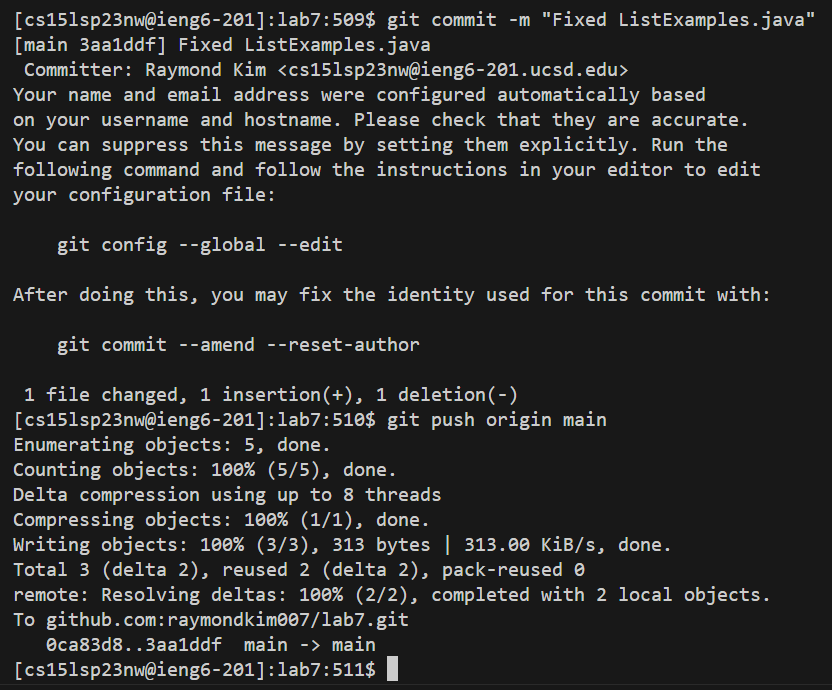 [cs15lsp23nw@ieng6-201]:lab7:509$ git commit -m "Fixed ListExamples.java"
[main 3aa1ddf] Fixed ListExamples.java
 Committer: Raymond Kim <cs15lsp23nw@ieng6-201.ucsd.edu>
Your name and email address were configured automatically based
on your username and hostname. Please check that they are accurate.
You can suppress this message by setting them explicitly. Run the
following command and follow the instructions in your editor to edit
your configuration file:

    git config --global --edit

After doing this, you may fix the identity used for this commit with:

    git commit --amend --reset-author

 1 file changed, 1 insertion(+), 1 deletion(-)
[cs15lsp23nw@ieng6-201]:lab7:510$ git push origin main
Enumerating objects: 5, done.
Counting objects: 100% (5/5), done.
Delta compression using up to 8 threads
Compressing objects: 100% (1/1), done.
Writing objects: 100% (3/3), 313 bytes | 313.00 KiB/s, done.
Total 3 (delta 2), reused 2 (delta 2), pack-reused 0
remote: Resolving deltas: 100% (2/2), completed with 2 local objects.
To github.com:raymondkim007/lab7.git
   0ca83d8..3aa1ddf  main -> main
[cs15lsp23nw@ieng6-201]:lab7:511$